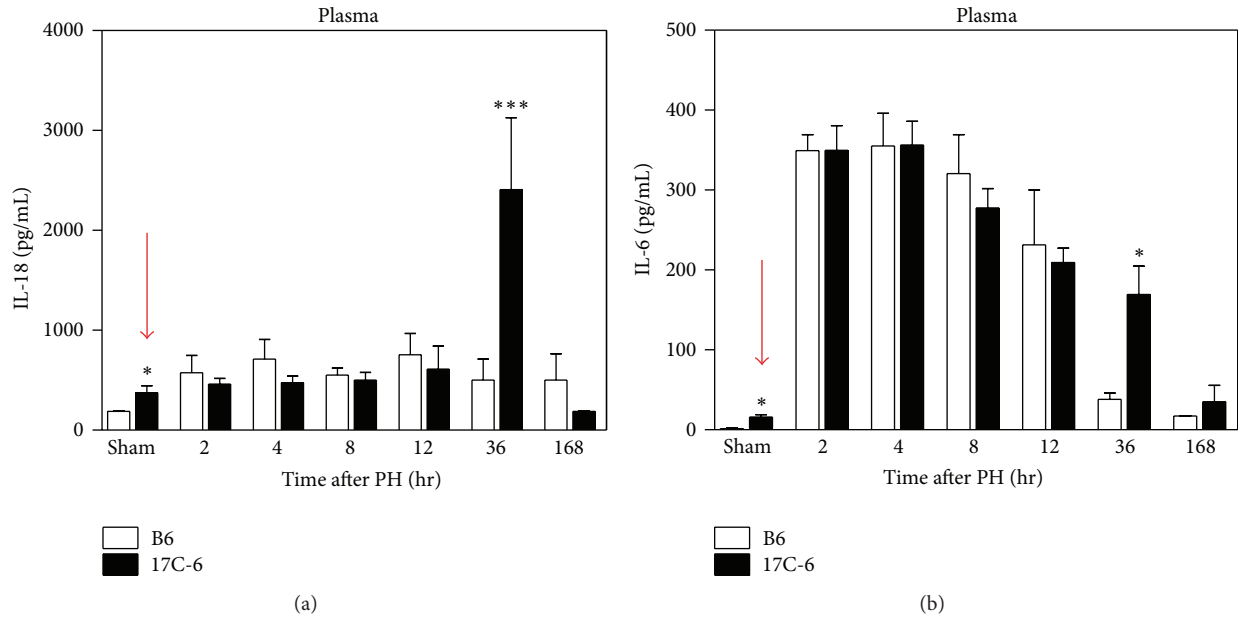 Plasma
4000
3000
2000
1000
0
IL-18 (pg/mL)
*
***
Sham 2 4 8 12 36 168
Time after PH (hr)
B6
17C-6
(a)
Plasma
500
400
300
200
100
0
IL-6 (pg/mL)
*
*
Sham 2 4 8 12 36 168
Time after PH (hr)
B6
17C-6
(b)